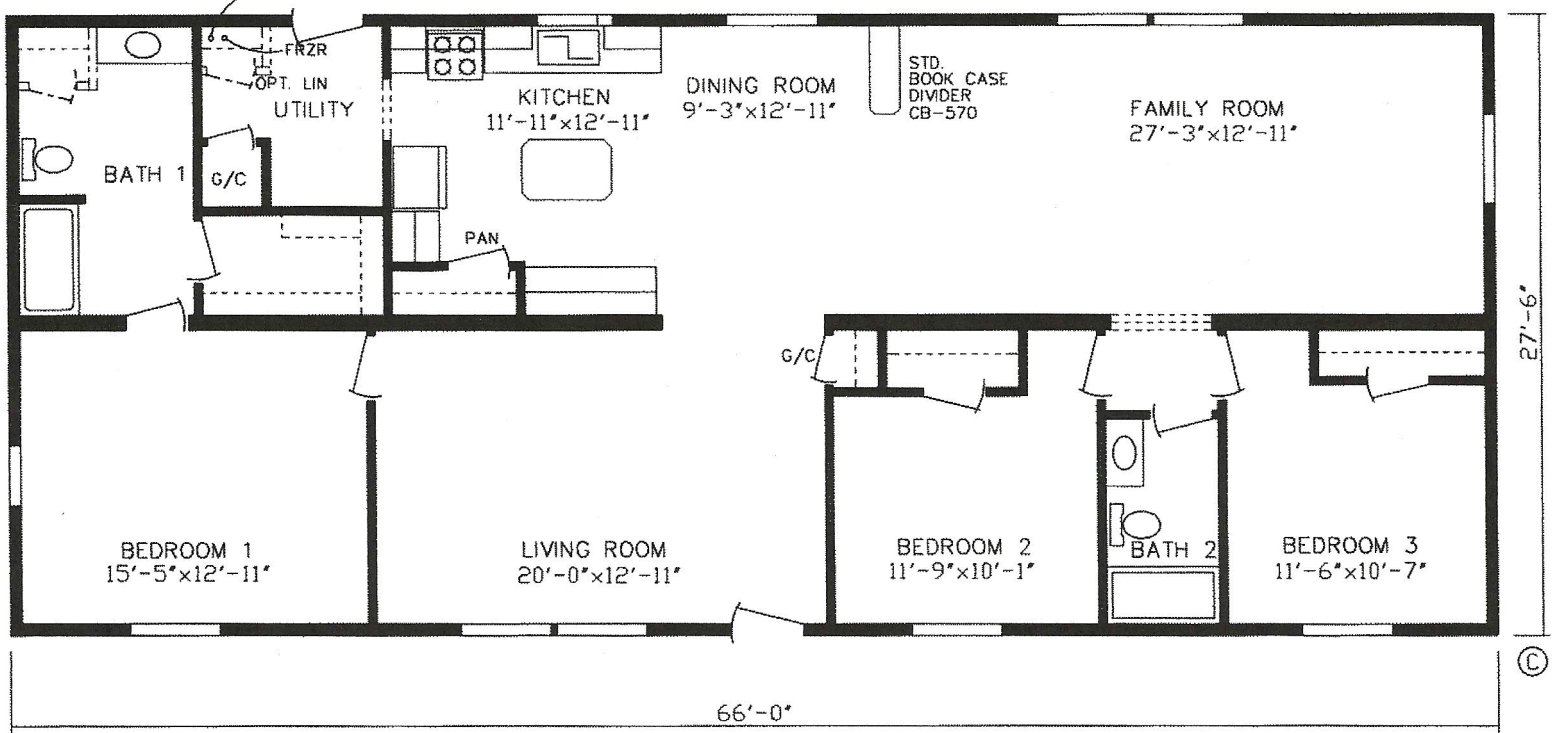 FRZR
OPT. LIN
UTILITY
KITCHEN
11'-11"x12'-11"
DINING ROOM
9'-3"x12'-11"
STD.
BOOK CASE
DIVIDER
CB-570
FAMILY ROOM
27'-3"x12'-11"
BATH 1
G/C
PAN
G/C
27'-6"
BEDROOM 1
15'-5"x12'-11"
LIVING ROOM
20'-0"x12'-11"
BEDROOM 2
11'-9"x10'-1"
BATH 2
BEDROOM 3
11'-6"x10'-7"
©
66'-0"